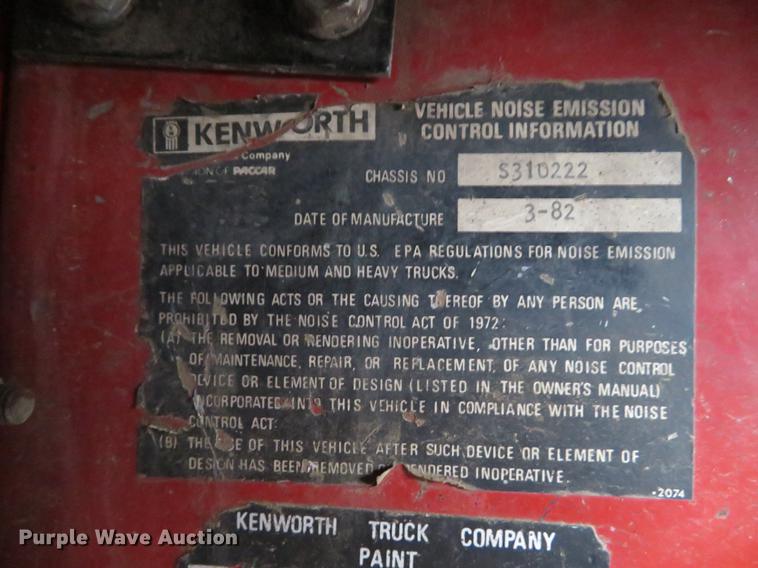 KENWORTH
VEHICLE NOISE EMISSION
CONTROL INFORMATION
Company
ION OF PACCAR
CHASSIS NO S310222
DATE OF MANUFACTURE 3-82
THIS VEHICLE CONFORMS TO U.S. EPA REGULATIONS FOR NOISE EMISSION
APPLICABLE TO MEDIUM AND HEAVY TRUCKS.
THE FOLLOWING ACTS OR THE CAUSING THEREOF BY ANY PERSON ARE
PROHIBITED BY THE NOISE CONTROL ACT OF 1972:
(A) THE REMOVAL OR RENDERING INOPERATIVE, OTHER THAN FOR PURPOSES
OF MAINTENANCE, REPAIR, OR REPLACEMENT, OF ANY NOISE CONTROL
DEVICE OR ELEMENT OF DESIGN (LISTED IN THE OWNER'S MANUAL)
INCORPORATED INTO THIS VEHICLE IN COMPLIANCE WITH THE NOISE
CONTROL ACT:
(B) THE USE OF THIS VEHICLE AFTER SUCH DEVICE OR ELEMENT OF
DESIGN HAS BEEN REMOVED OR RENDERED INOPERATIVE.
-2074
KENWORTH TRUCK COMPANY
PAINT
Purple Wave Auction